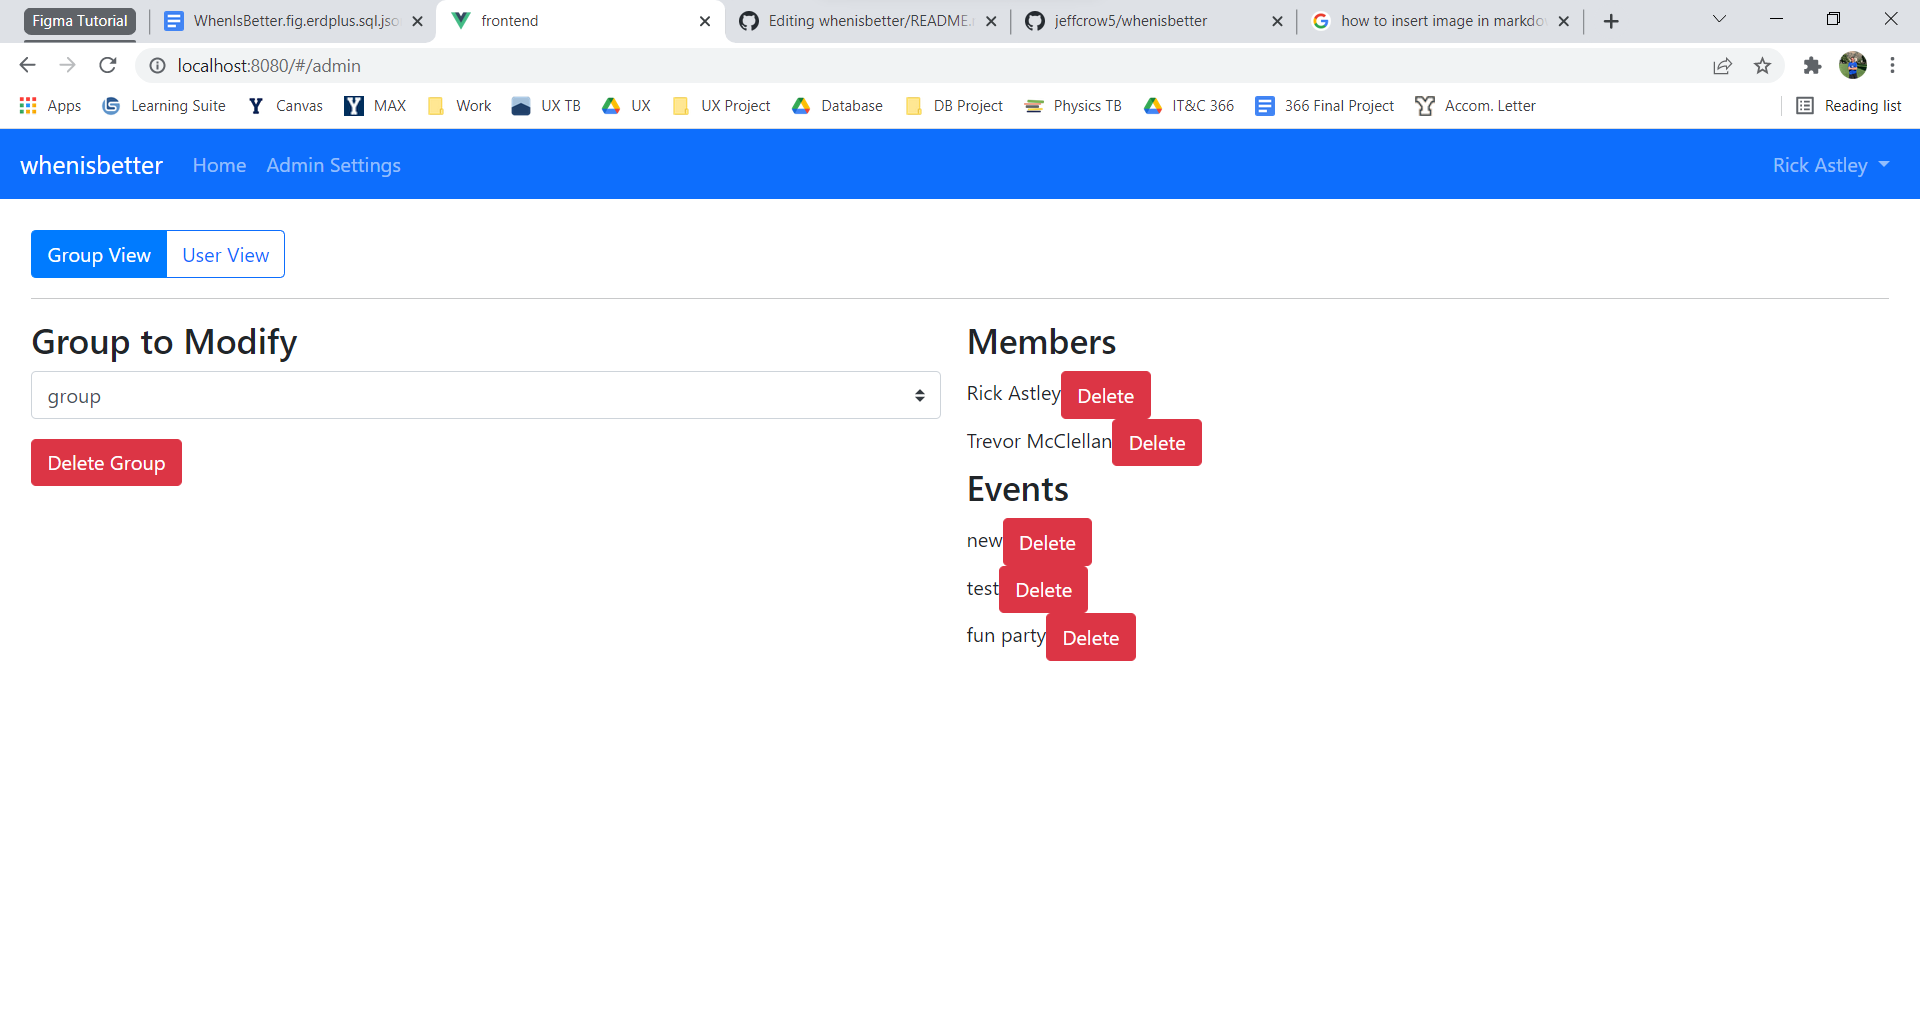 Figma Tutorial WhenIsBetter.fig.erdplus.sql.jso frontend Editing whenisbetter/README. jeffcrow5/whenisbetter how to insert image in markdo
localhost:8080/#/admin
Apps Learning Suite Canvas MAX Work UX TB UX UX Project Database DB Project Physics TB IT&C 366 366 Final Project Accom. Letter Reading list
whenisbetter Home Admin Settings Rick Astley
Group View User View
Group to Modify
group
Delete Group
Members
Rick Astley Delete
Trevor McClellan Delete
Events
new Delete
test Delete
fun party Delete